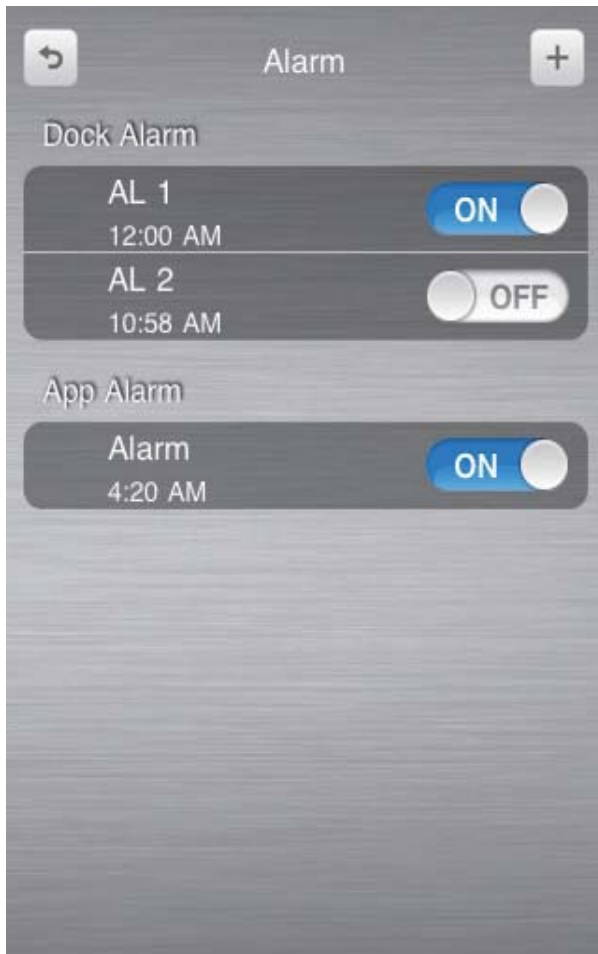 Alarm
Dock Alarm
AL 1
12:00 AM
ON
AL 2
10:58 AM
OFF
App Alarm
Alarm
4:20 AM
ON